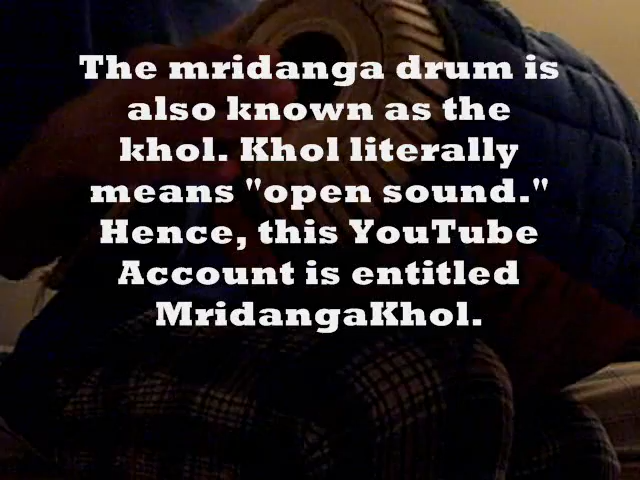 The mridanga drum is
also known as the
khol. Khol literally
means "open sound."
Hence, this YouTube
Account is entitled
MridangaKhol.